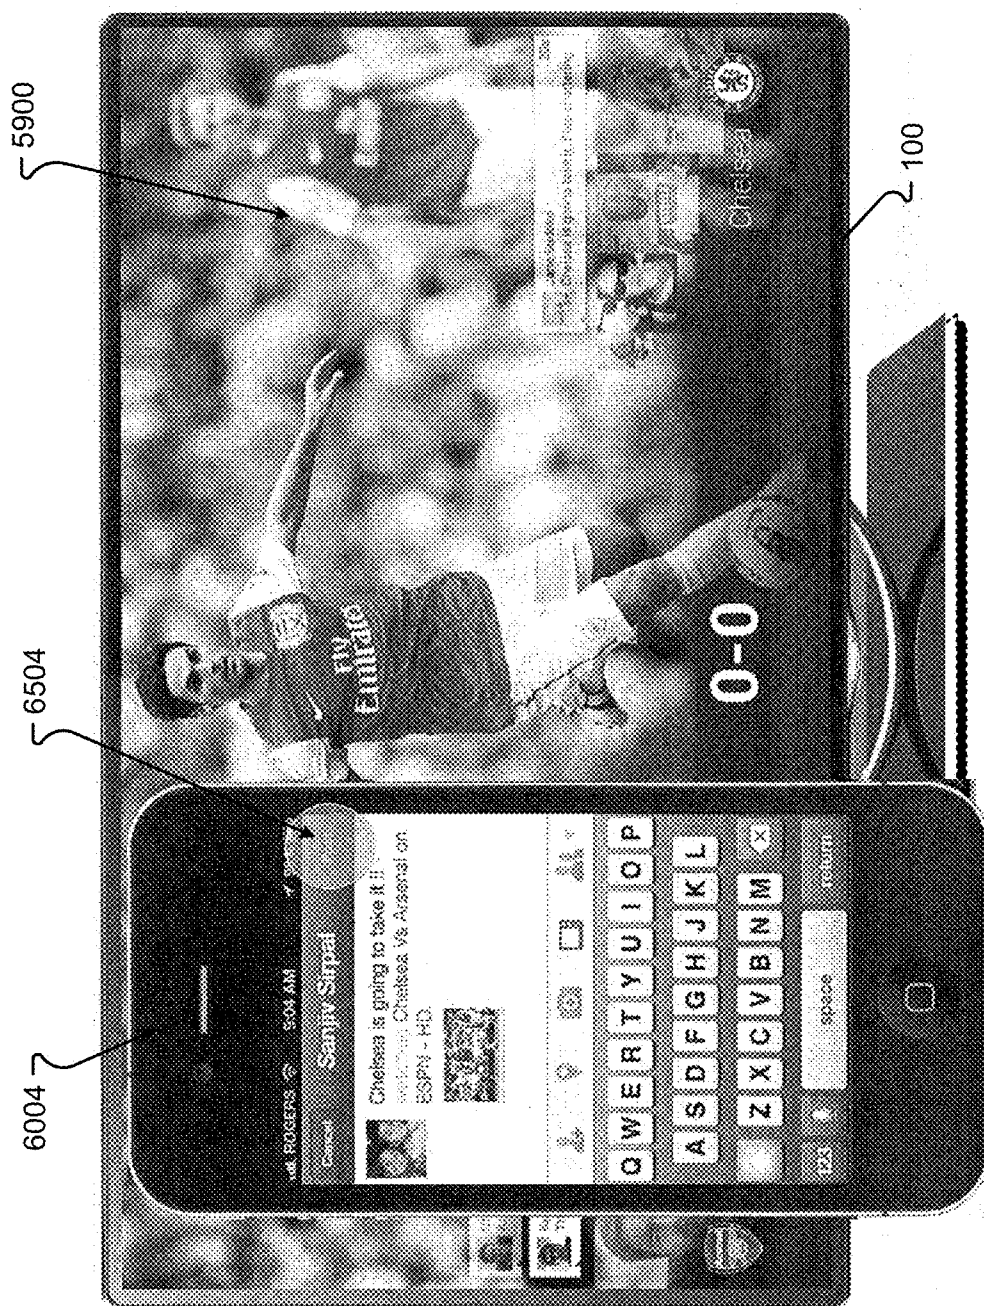 5900
6504
6004
100
ROGERS 9:04 AM
Cancel Sanjiv Sirpal
Chelsea is going to take it !! -
Chelsea Vs Arsenal on
ESPN - HD.
Q W E R T Y U I O P
A S D F G H J K L
Z X C V B N M
123 space return
Fly
Emirates
0-0
Chelsea